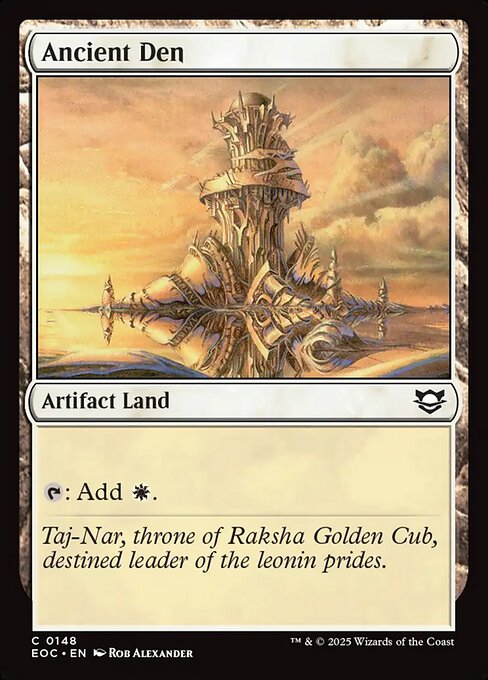 Ancient Den
Artifact Land
: Add .
Taj-Nar, throne of Raksha Golden Cub,
destined leader of the leonin prides.
C 0148
EOC • EN Rob Alexander
™ & © 2025 Wizards of the Coast